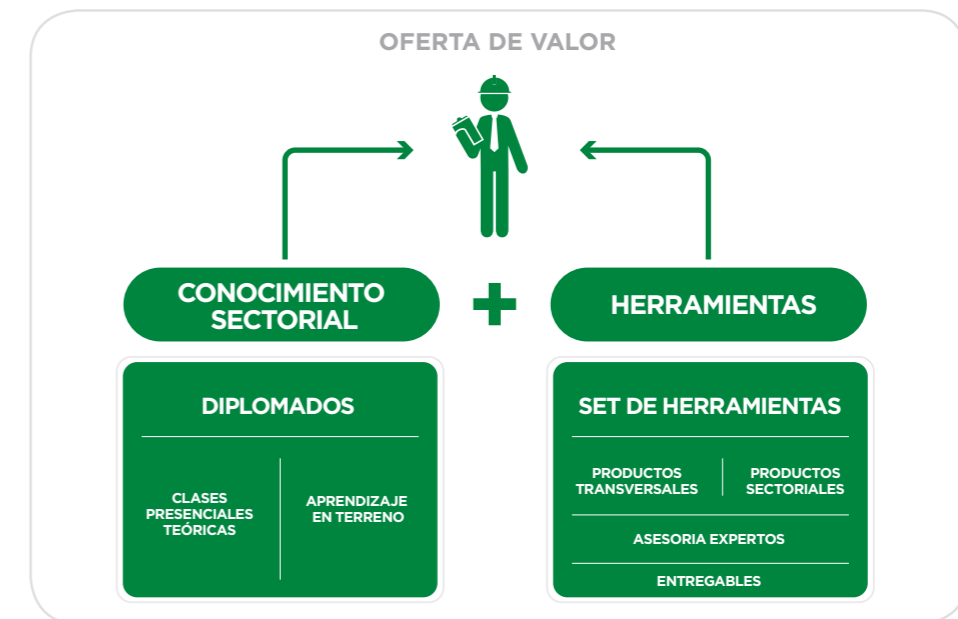 OFERTA DE VALOR
CONOCIMIENTO
SECTORIAL
HERRAMIENTAS
DIPLOMADOS
CLASES
PRESENCIALES
TEÓRICAS
APRENDIZAJE
EN TERRENO
SET DE HERRAMIENTAS
PRODUCTOS
TRANSVERSALES
PRODUCTOS
SECTORIALES
ASESORIA EXPERTOS
ENTREGABLES